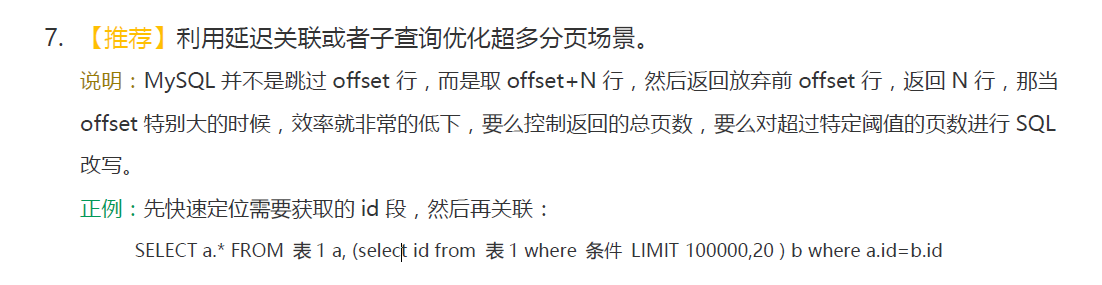 7. 【推荐】利用延迟关联或者子查询优化超多分页场景。
说明：MySQL 并不是跳过 offset 行，而是取 offset+N 行，然后返回放弃前 offset 行，返回 N 行，那当
offset 特别大的时候，效率就非常的低下，要么控制返回的总页数，要么对超过特定阈值的页数进行 SQL
改写。
正例：先快速定位需要获取的 id 段，然后再关联：
SELECT a.* FROM 表 1 a, (select id from 表 1 where 条件 LIMIT 100000,20 ) b where a.id=b.id